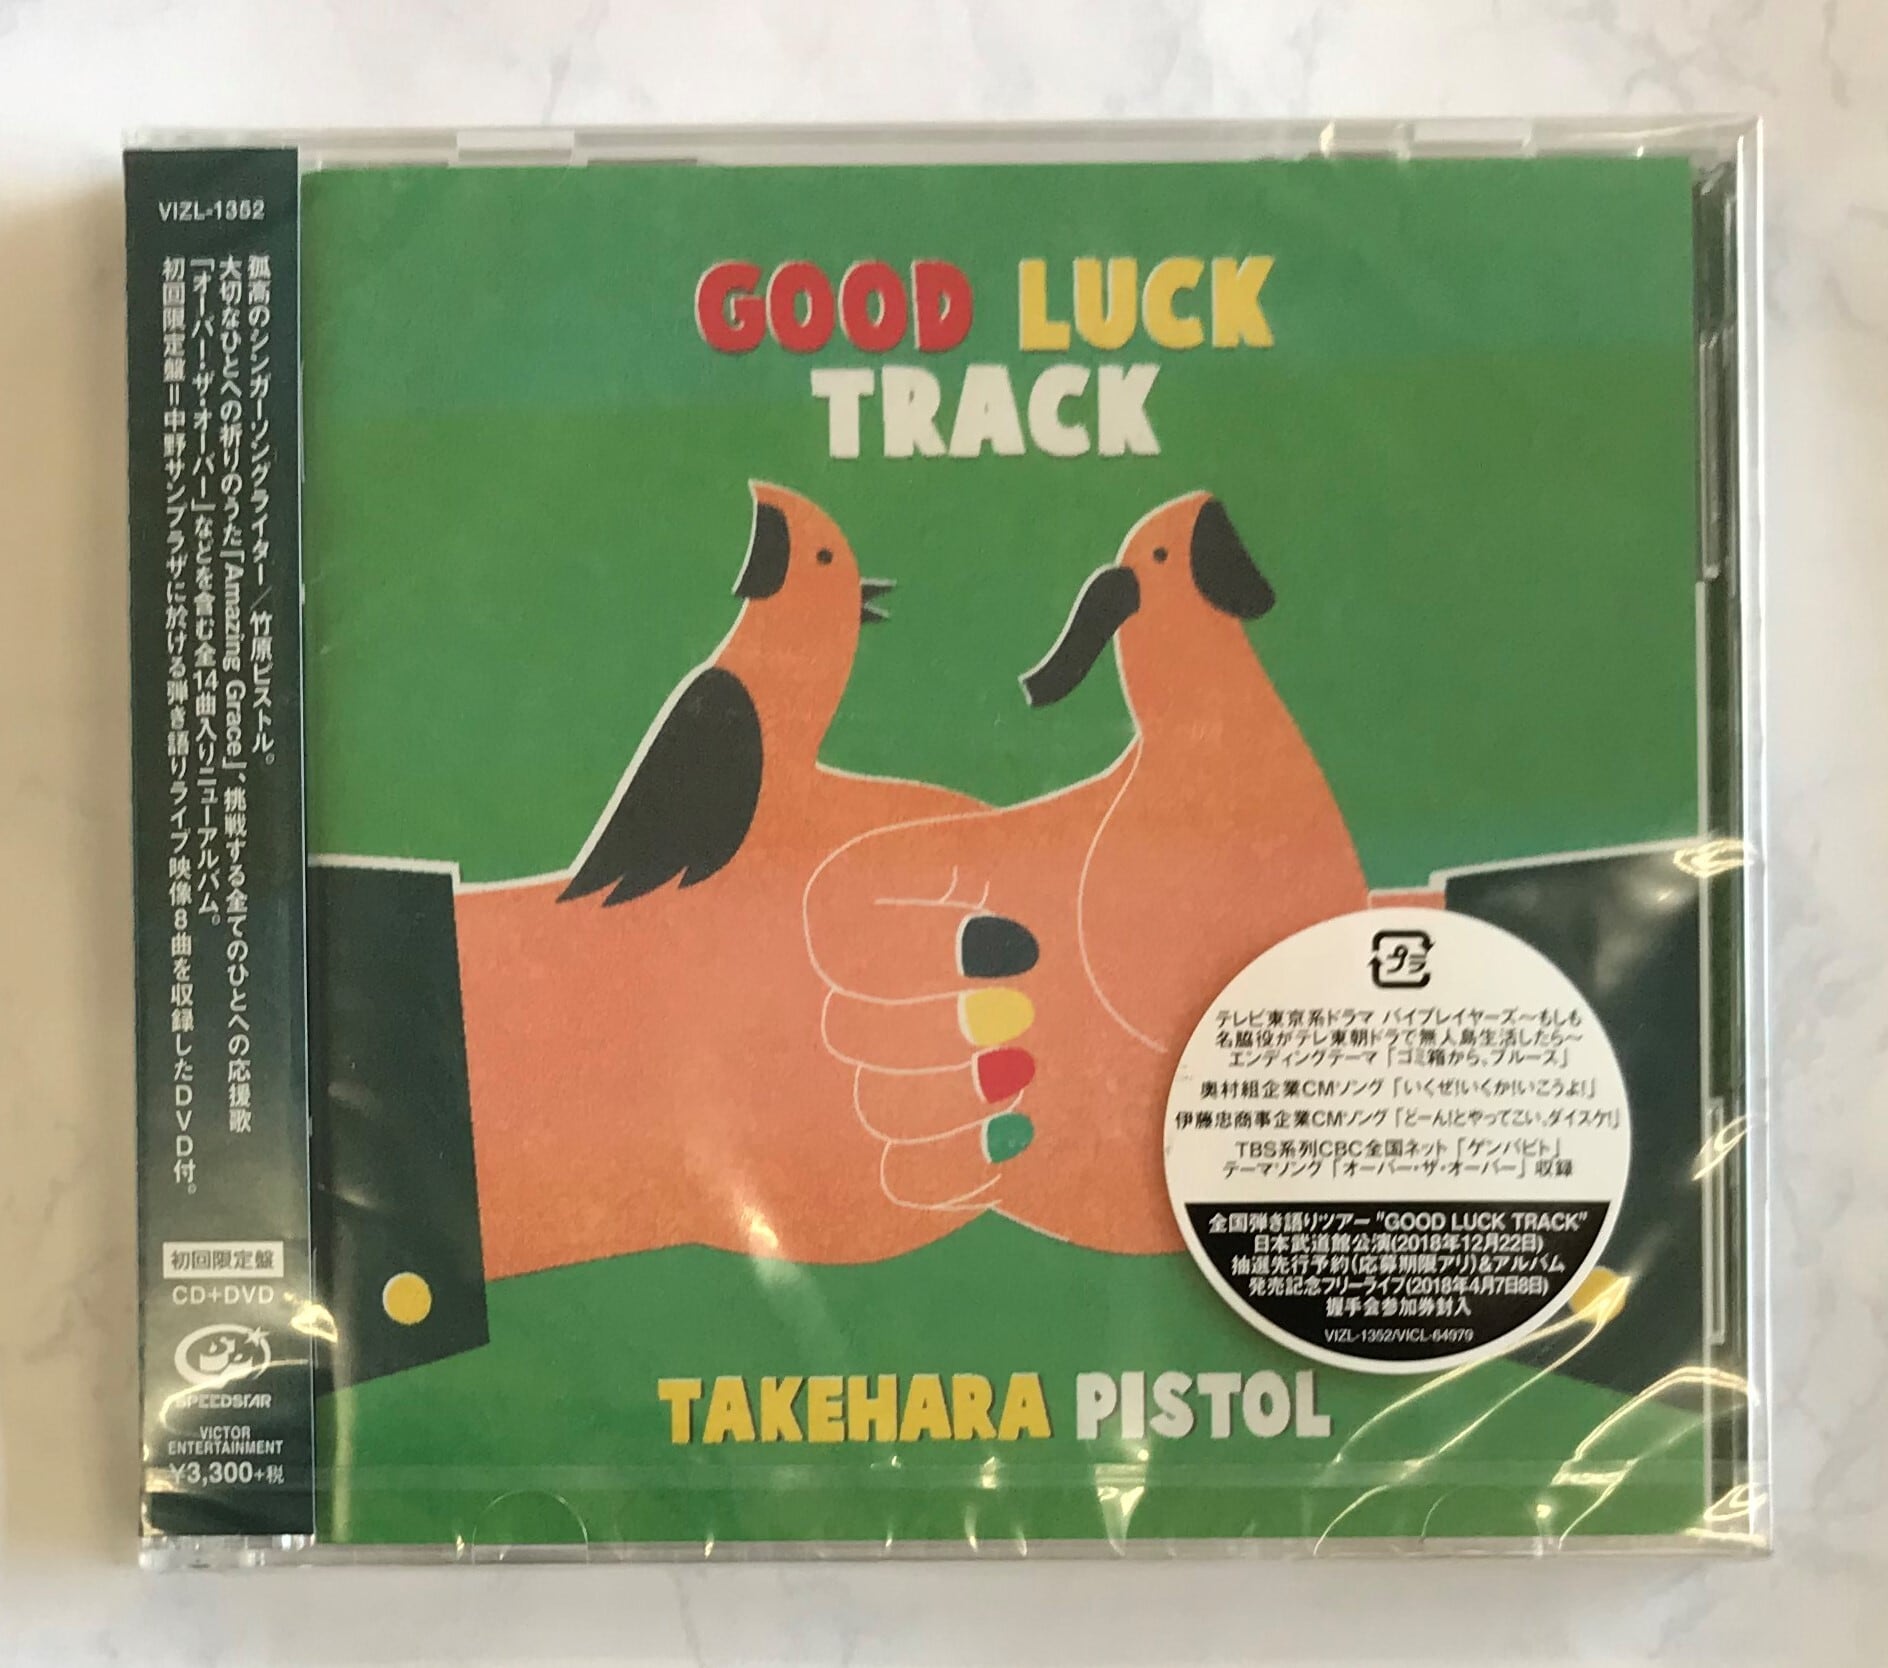 VIZL-1352
孤高のシンガーソングライター／竹原ピストル。
大切なひとへの祈りのうた「Amazing Grace」、挑戦する全てのひとへの応援歌
「オーバー・ザ・オーバー」などを含む全14曲入りニューアルバム。
初回限定盤＝中野サンプラザに於ける弾き語りライブ映像8曲を収録したDVD付。
初回限定盤
CD+DVD
SPEEDSTAR
VICTOR
ENTERTAINMENT
¥3,300+税
GOOD LUCK
TRACK
プラ
テレビ東京系ドラマ バイプレイヤーズ〜もしも
名脇役がテレ東朝ドラで無人島生活したら〜
エンディングテーマ「ゴミ箱から、ブルース」
奥村組企業CMソング「いくぜ!いくか!いこうよ!」
伊藤忠商事企業CMソング「どーん!とやってこい、ダイスケ!」
TBS系列CBC全国ネット「ゲンバビト」
テーマソング「オーバー・ザ・オーバー」収録
全国弾き語りツアー"GOOD LUCK TRACK"
日本武道館公演(2018年12月22日)
抽選先行予約(応募期限アリ)&アルバム
発売記念フリーライブ(2018年4月7日8日)
握手会参加券封入
VIZL-1352/VICL-64979
TAKEHARA PISTOL